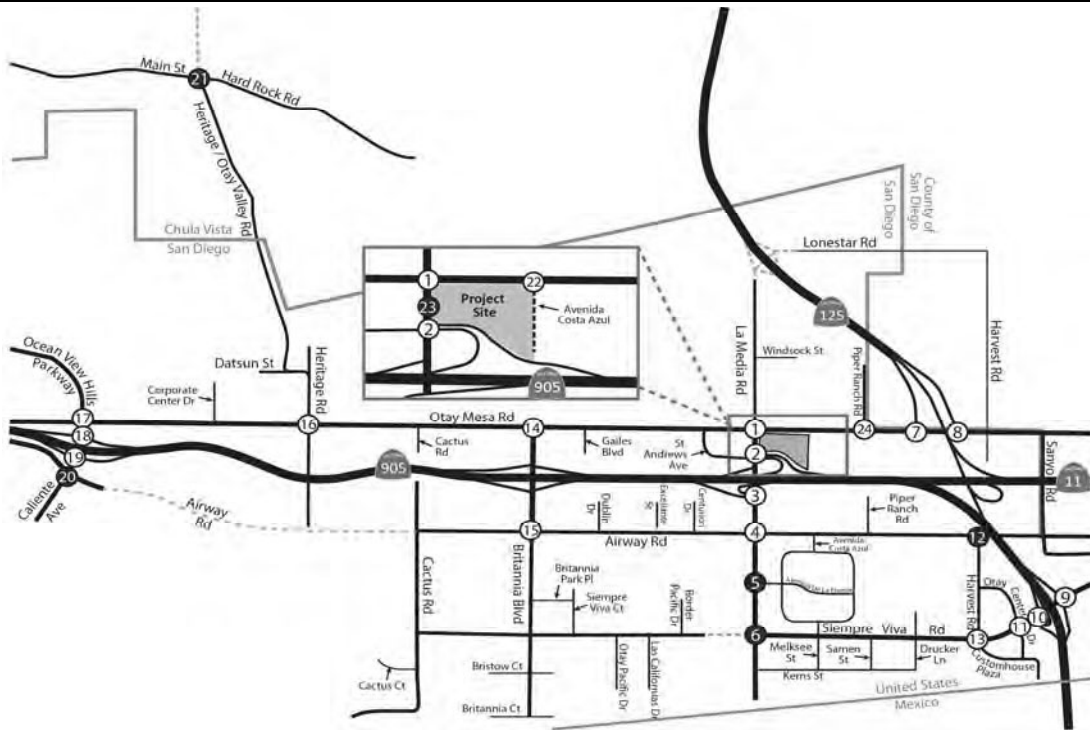 Main St
21
Hard Rock Rd
Heritage / Otay Valley Rd
Chula Vista
San Diego
County of
San Diego
San Diego
Lonestar Rd
1
22
23
Project
Site
2
Avenida
Costa Azul
905
125
La Media Rd
Windsock St
Piper Ranch Rd
Harvest Rd
Ocean View Hills
Parkway
Datsun St
Heritage Rd
Corporate
Center Dr
17
16
Otay Mesa Rd
14
1
24
7
8
18
Cactus
Rd
Gailes
Blvd
St
Andrews
Ave
2
Sanyo Rd
19
20
905
11
Caliente
Ave
Airway
Rd
3
Dublin
Dr
Excellante
St
Centurion
Dr
Piper
Ranch
Rd
15
Airway Rd
4
Avenida
Costa Azul
12
Cactus Rd
Britannia Blvd
Britannia
Park Pl
Siempre
Viva Ct
Border
Pacific Dr
5
Harvest Rd
Otay
Center Dr
9
10
11
6
Siempre Viva Rd
13
Melksee
St
Samen
St
Drucker
Ln
Customhouse
Plaza
Kerns St
Otay Pacific Dr
Las Californias Dr
Bristow Ct
Cactus Ct
Britannia Ct
United States
Mexico